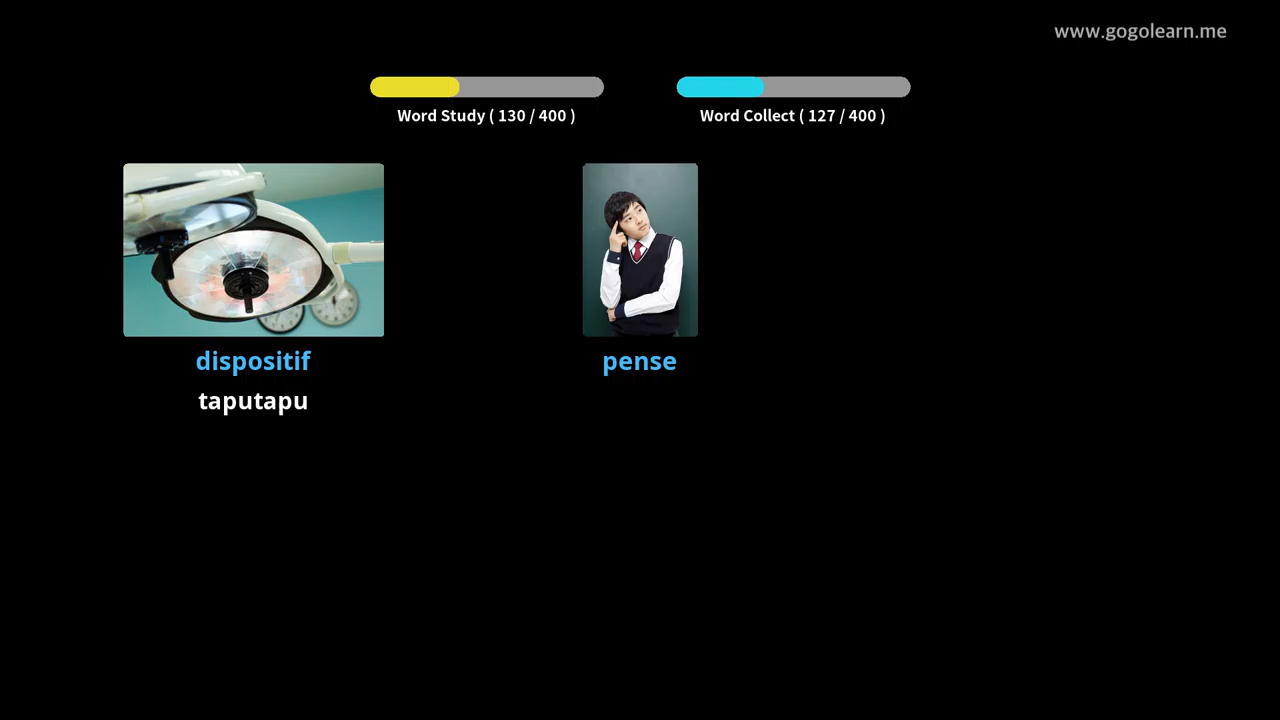 www.gogolearn.me
Word Study ( 130 / 400 )
Word Collect ( 127 / 400 )
dispositif
pense
taputapu